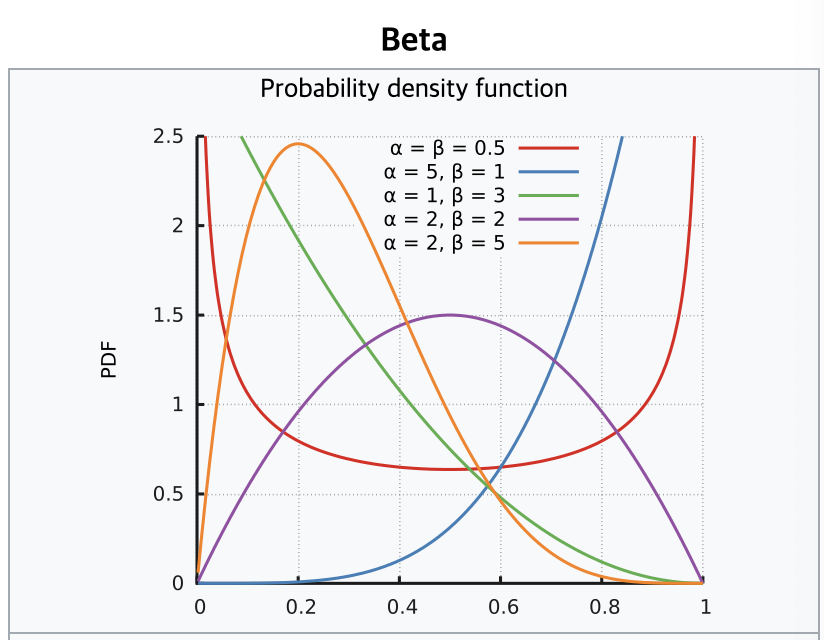 Beta
Probability density function
α = β = 0.5
α = 5, β = 1
α = 1, β = 3
α = 2, β = 2
α = 2, β = 5
PDF
2.5
2
1.5
1
0.5
0
0 0.2 0.4 0.6 0.8 1